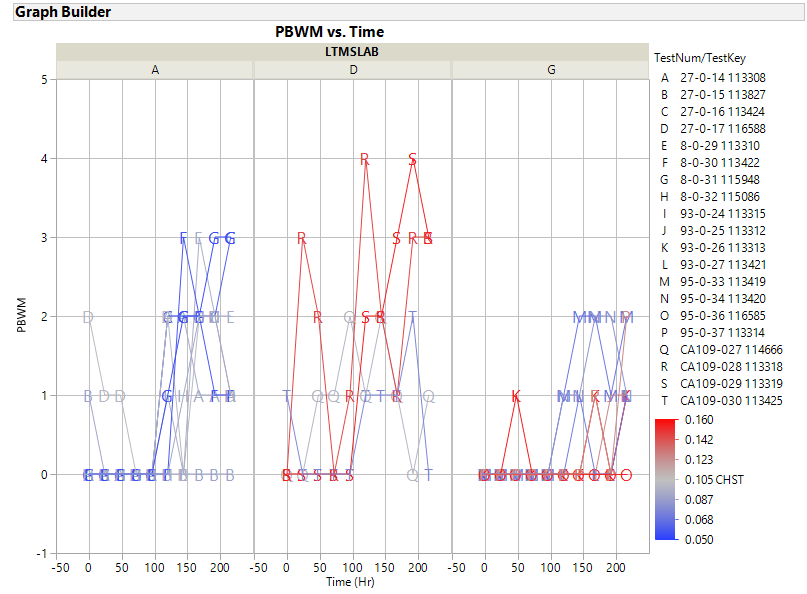 Graph Builder
PBWM vs. Time
LTMSLAB
A D G
PBWM
5
4
3
2
1
0
-1
-50 0 50 100 150 200 -50 0 50 100 150 200 -50 0 50 100 150 200
Time (Hr)
TestNum/TestKey
A 27-0-14 113308
B 27-0-15 113827
C 27-0-16 113424
D 27-0-17 116588
E 8-0-29 113310
F 8-0-30 113422
G 8-0-31 115948
H 8-0-32 115086
I 93-0-24 113315
J 93-0-25 113312
K 93-0-26 113313
L 93-0-27 113421
M 95-0-33 113419
N 95-0-34 113420
O 95-0-36 116585
P 95-0-37 113314
Q CA109-027 114666
R CA109-028 113318
S CA109-029 113319
T CA109-030 113425
0.160
0.142
0.123
0.105 CHST
0.087
0.068
0.050